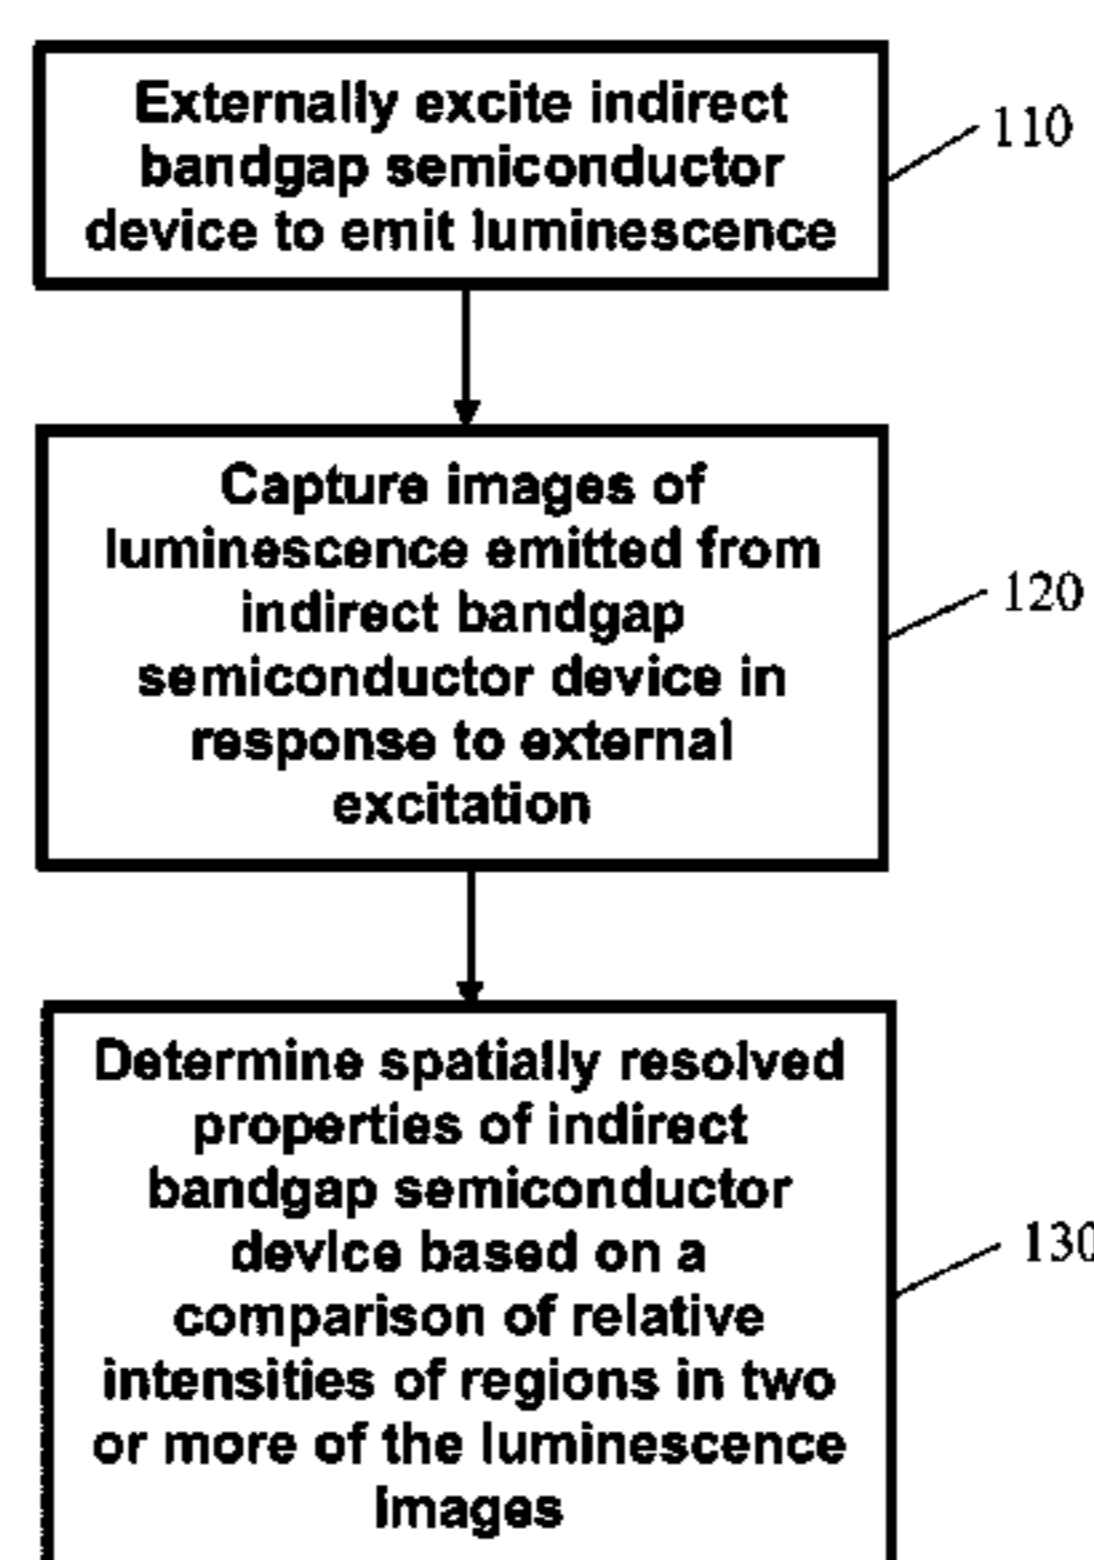 Externally excite indirect
bandgap semiconductor
device to emit luminescence
110
Capture images of
luminescence emitted from
indirect bandgap
semiconductor device in
response to external
excitation
120
Determine spatially resolved
properties of indirect
bandgap semiconductor
device based on a
comparison of relative
intensities of regions in two
or more of the luminescence
images
130